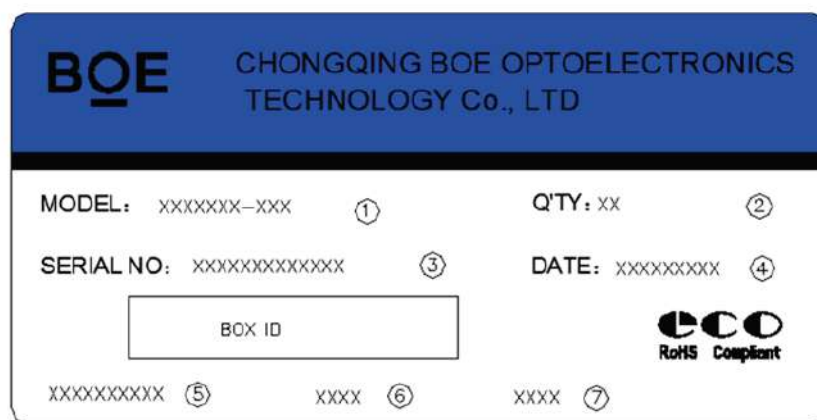 BOE
CHONGQING BOE OPTOELECTRONICS
TECHNOLOGY Co., LTD
MODEL: XXXXXXX-XXX ① Q'TY: XX ②
SERIAL NO: XXXXXXXXXXXXX ③ DATE: XXXXXXXXX ④
BOX ID
eco
RoHS Compliant
XXXXXXXXXX ⑤ XXXX ⑥ XXXX ⑦